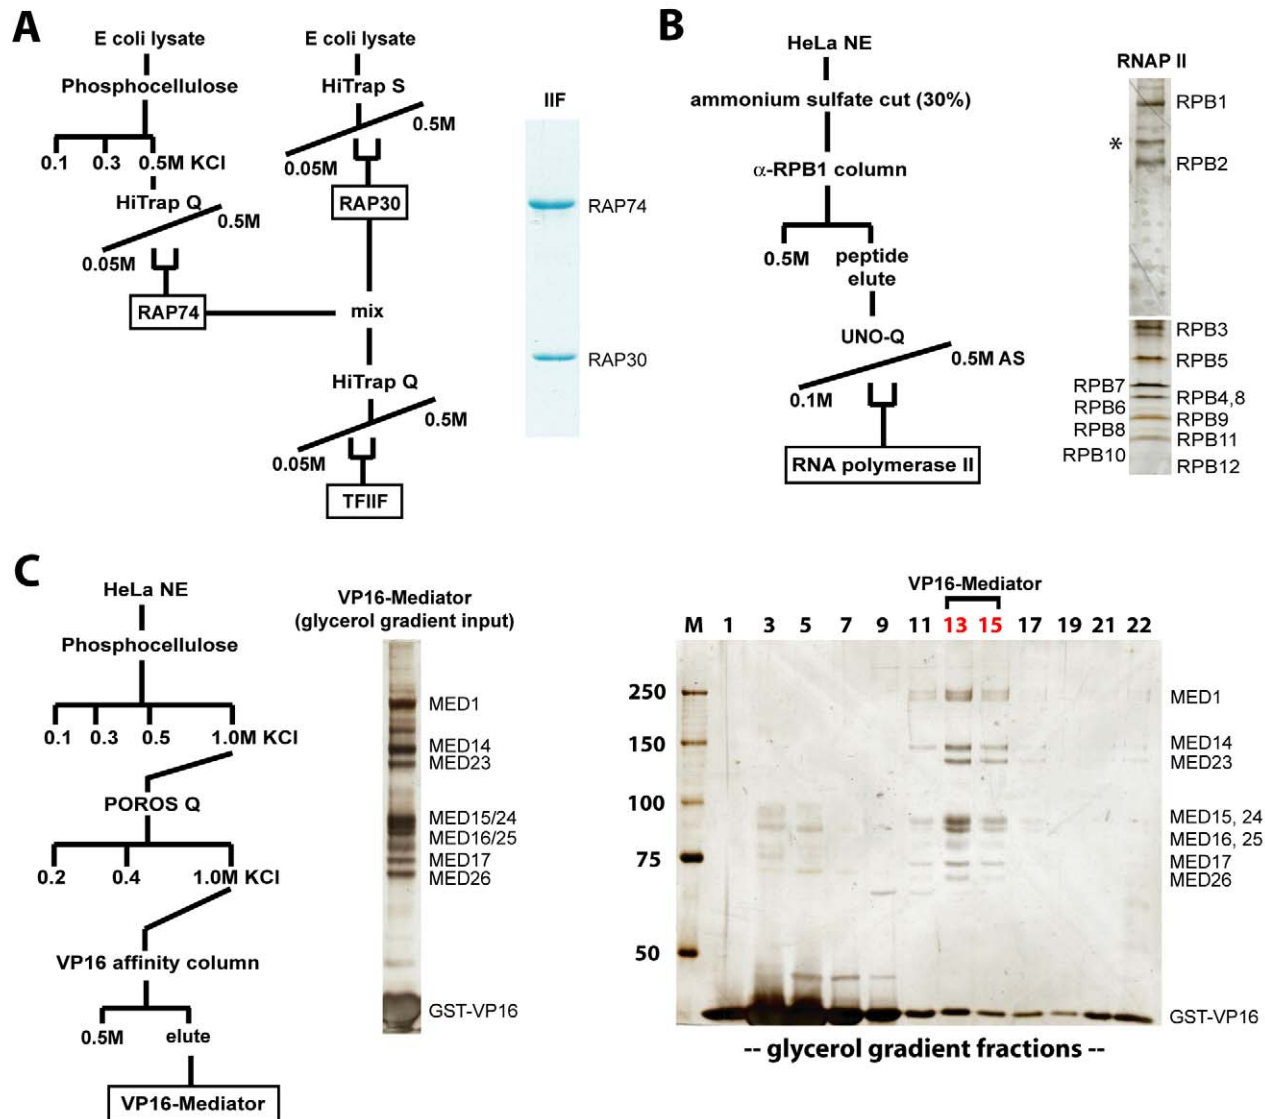 A
E coli lysate
Phosphocellulose
0.1 0.3 0.5M KCl
HiTrap Q
0.5M
0.05M
RAP74
E coli lysate
HiTrap S
0.5M
0.05M
RAP30
mix
HiTrap Q
0.5M
0.05M
TFIIF
IIF
RAP74
RAP30
B
HeLa NE
ammonium sulfate cut (30%)
α-RPB1 column
0.5M peptide
elute
UNO-Q
0.5M AS
0.1M
RNA polymerase II
RNAP II
RPB1
*
RPB2
RPB3
RPB5
RPB7
RPB4,8
RPB6
RPB9
RPB8
RPB11
RPB10
RPB12
C
HeLa NE
Phosphocellulose
0.1 0.3 0.5 1.0M KCl
POROS Q
0.2 0.4 1.0M KCl
VP16 affinity column
0.5M elute
VP16-Mediator
VP16-Mediator
(glycerol gradient input)
MED1
MED14
MED23
MED15/24
MED16/25
MED17
MED26
GST-VP16
VP16-Mediator
M 1 3 5 7 9 11 13 15 17 19 21 22
250
150
100
75
50
MED1
MED14
MED23
MED15, 24
MED16, 25
MED17
MED26
GST-VP16
-- glycerol gradient fractions --